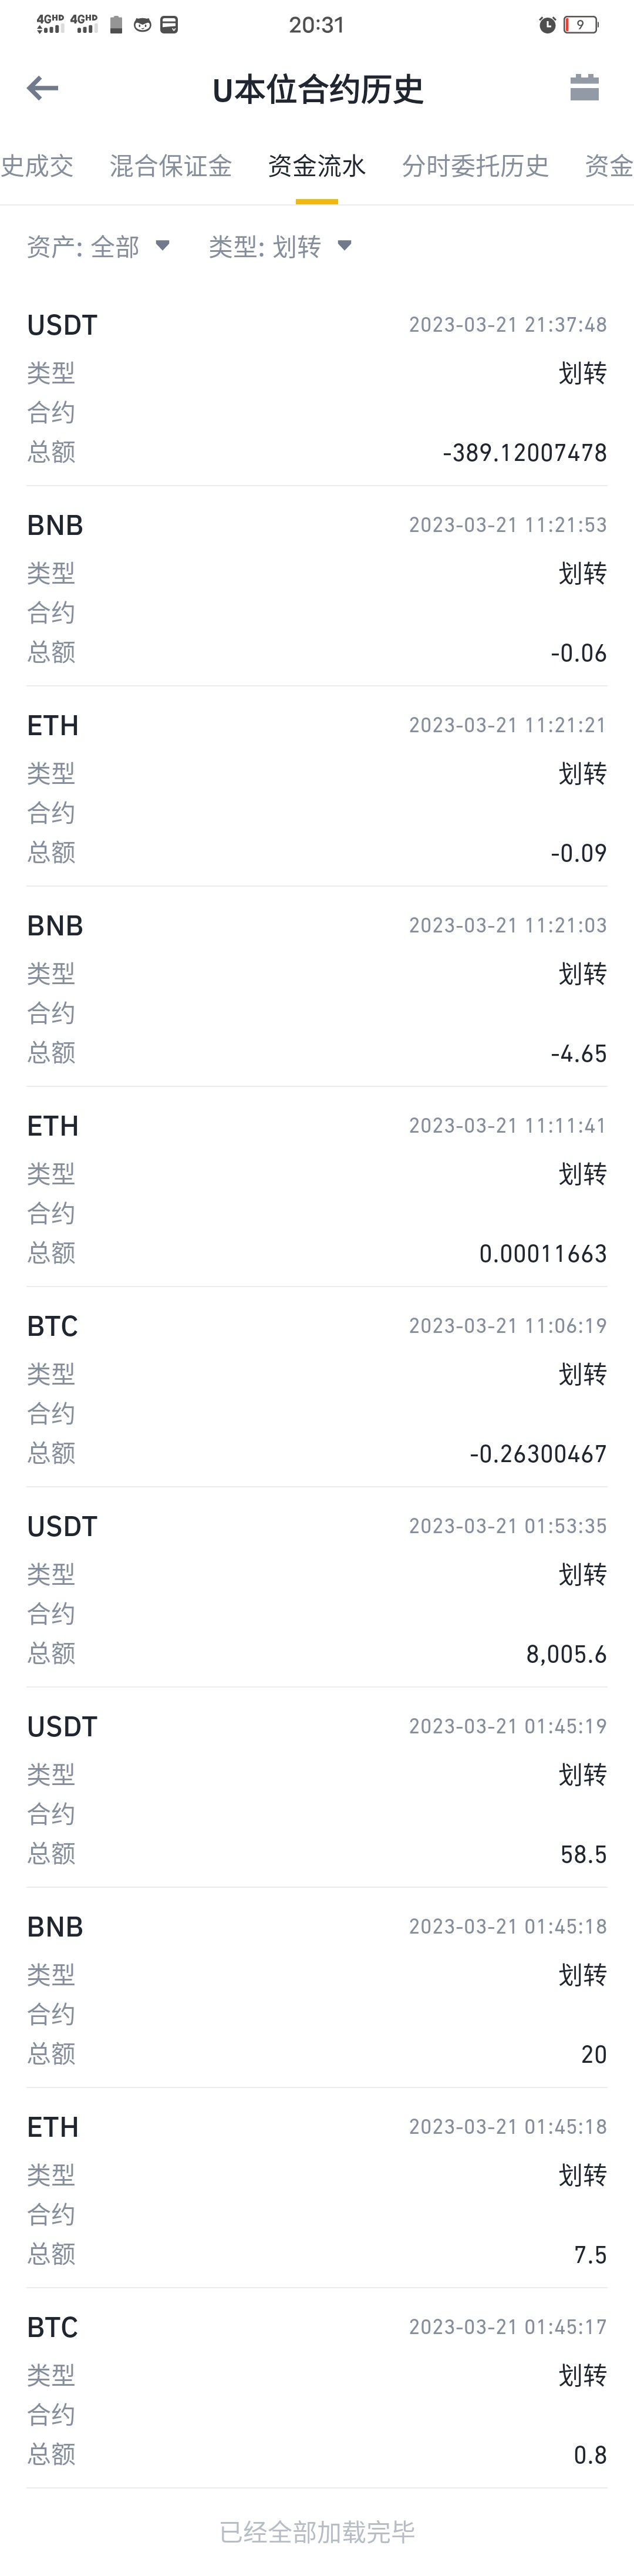 4GHD 4GHD 20:31 9
U本位合约历史
史成交 混合保证金 资金流水 分时委托历史 资金
资产: 全部 类型: 划转
USDT 2023-03-21 21:37:48
类型 划转
合约
总额 -389.12007478
BNB 2023-03-21 11:21:53
类型 划转
合约
总额 -0.06
ETH 2023-03-21 11:21:21
类型 划转
合约
总额 -0.09
BNB 2023-03-21 11:21:03
类型 划转
合约
总额 -4.65
ETH 2023-03-21 11:11:41
类型 划转
合约
总额 0.00011663
BTC 2023-03-21 11:06:19
类型 划转
合约
总额 -0.26300467
USDT 2023-03-21 01:53:35
类型 划转
合约
总额 8,005.6
USDT 2023-03-21 01:45:19
类型 划转
合约
总额 58.5
BNB 2023-03-21 01:45:18
类型 划转
合约
总额 20
ETH 2023-03-21 01:45:18
类型 划转
合约
总额 7.5
BTC 2023-03-21 01:45:17
类型 划转
合约
总额 0.8
已经全部加载完毕